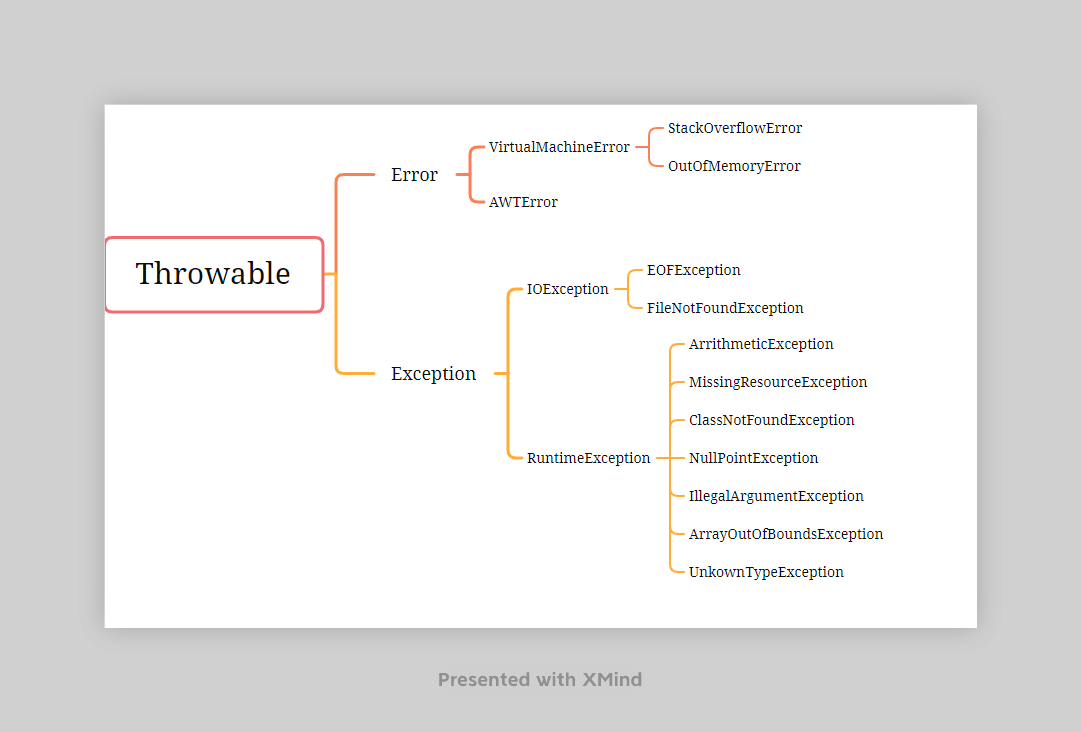 Throwable
Error
VirtualMachineError
StackOverflowError
OutOfMemoryError
AWTError
Exception
IOException
EOFException
FileNotFoundException
RuntimeException
ArrithmeticException
MissingResourceException
ClassNotFoundException
NullPointException
IllegalArgumentException
ArrayOutOfBoundsException
UnkownTypeException
Presented with XMind